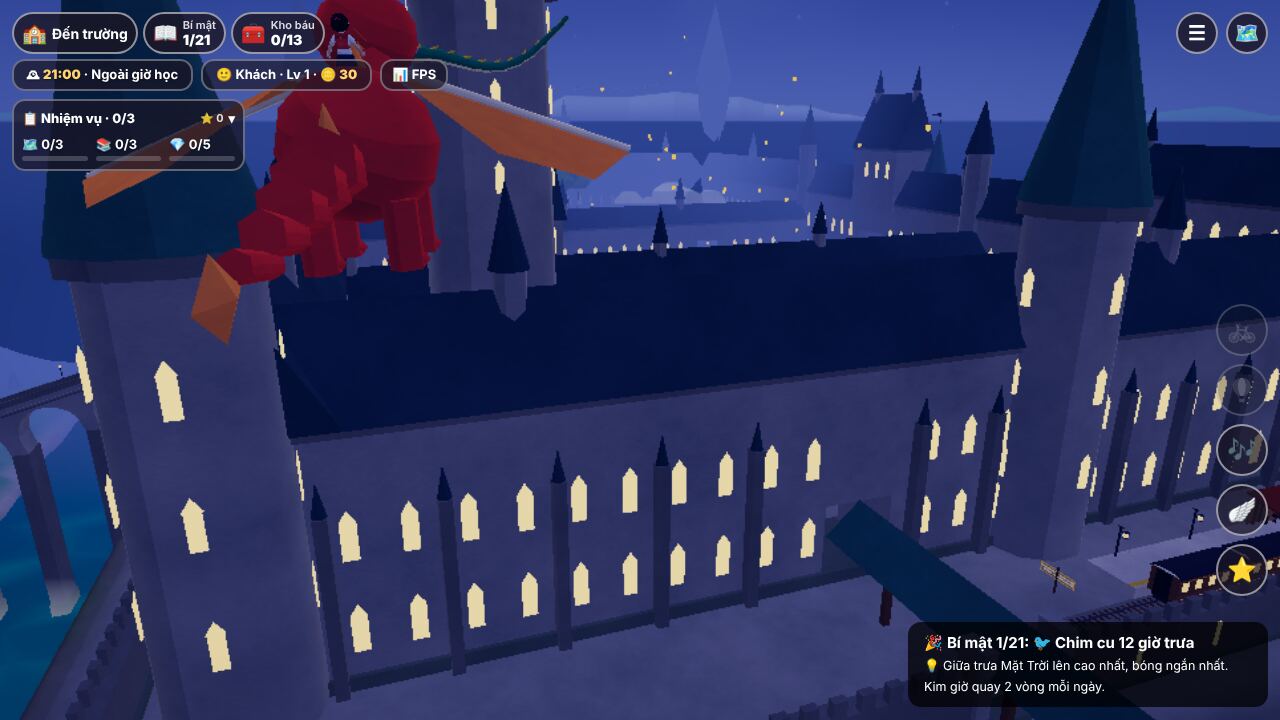 Đến trường
Bí mật
1/21
Kho báu
0/13
21:00 · Ngoài giờ học
Khách · Lv 1 · 30
FPS
Nhiệm vụ · 0/3
0 ▾
0/3
0/3
0/5
Bí mật 1/21: Chim cu 12 giờ trưa
Giữa trưa Mặt Trời lên cao nhất, bóng ngắn nhất.
Kim giờ quay 2 vòng mỗi ngày.